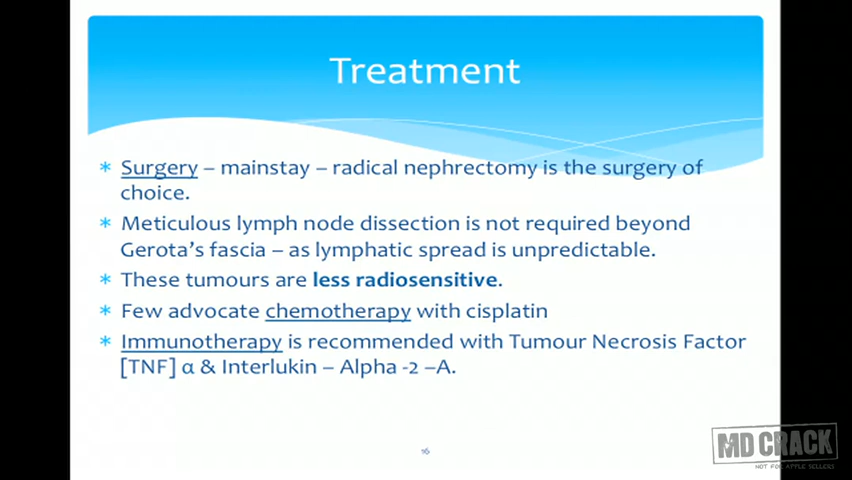 Treatment
* Surgery – mainstay – radical nephrectomy is the surgery of
choice.
* Meticulous lymph node dissection is not required beyond
Gerota's fascia – as lymphatic spread is unpredictable.
* These tumours are less radiosensitive.
* Few advocate chemotherapy with cisplatin
* Immunotherapy is recommended with Tumour Necrosis Factor
[TNF] α & Interlukin – Alpha -2 –A.
16
MD CRACK
NOT FOR APPLE SELLERS